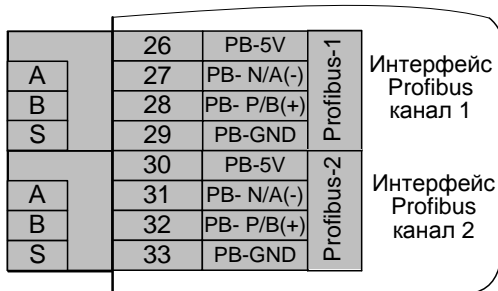 26 PB-5V
A 27 PB- N/A(-)
B 28 PB- P/B(+)
S 29 PB-GND
Profibus-1
Интерфейс
Profibus
канал 1
30 PB-5V
A 31 PB- N/A(-)
B 32 PB- P/B(+)
S 33 PB-GND
Profibus-2
Интерфейс
Profibus
канал 2